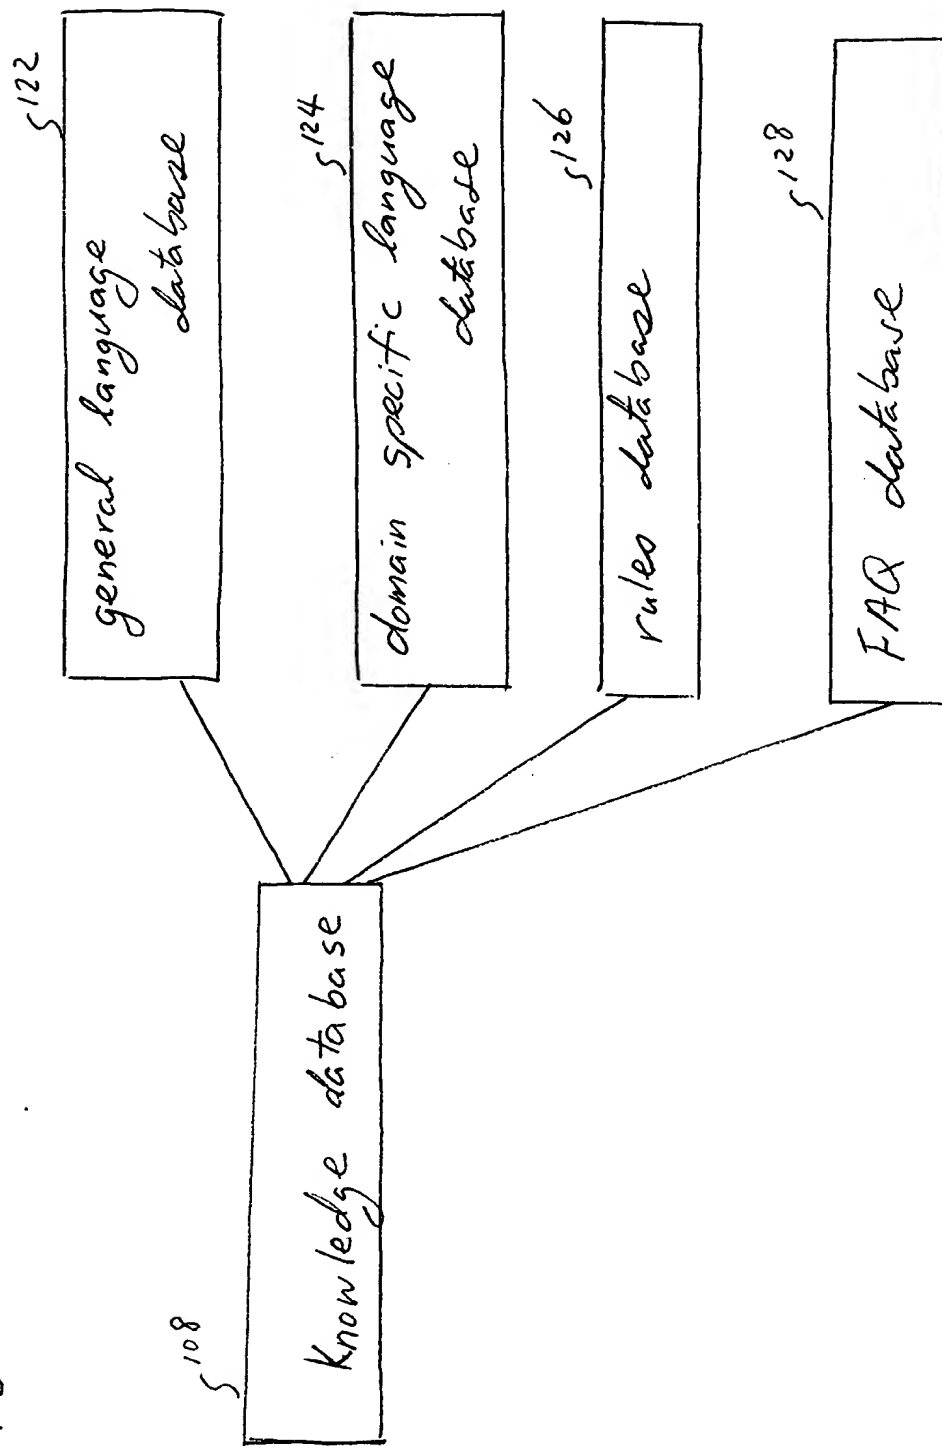 108
Knowledge database
122
general language
database
124
domain specific language
database
126
rules database
128
FAQ database